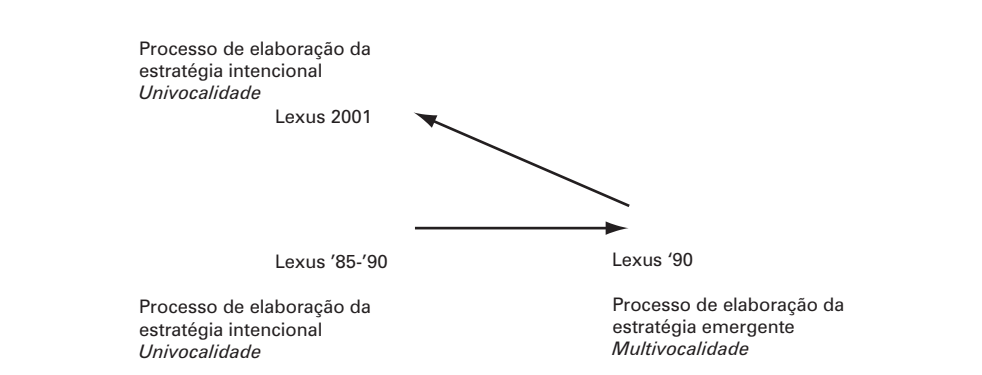 Processo de elaboração da
estratégia intencional
Univocalidade
Lexus 2001
Lexus ’85-’90
Processo de elaboração da
estratégia intencional
Univocalidade
Lexus ‘90
Processo de elaboração da
estratégia emergente
Multivocalidade